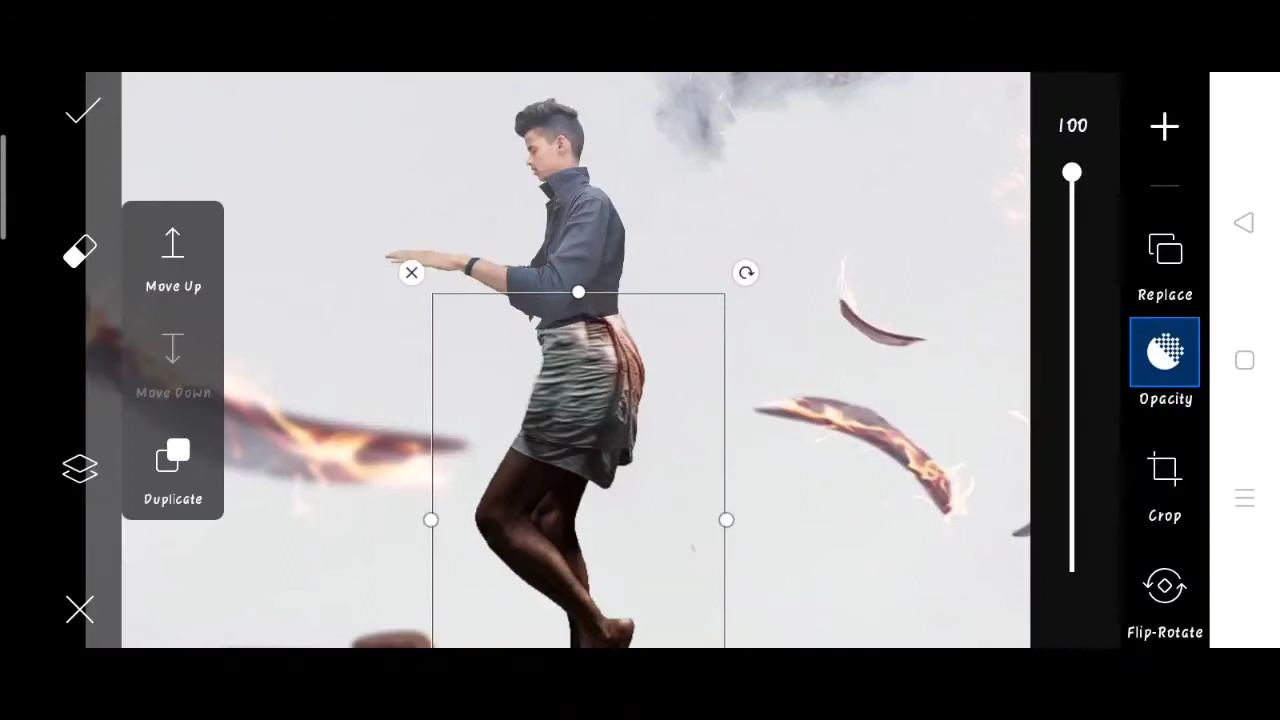 Move Up
Move Down
Duplicate
100
Replace
Opacity
Crop
Flip-Rotate